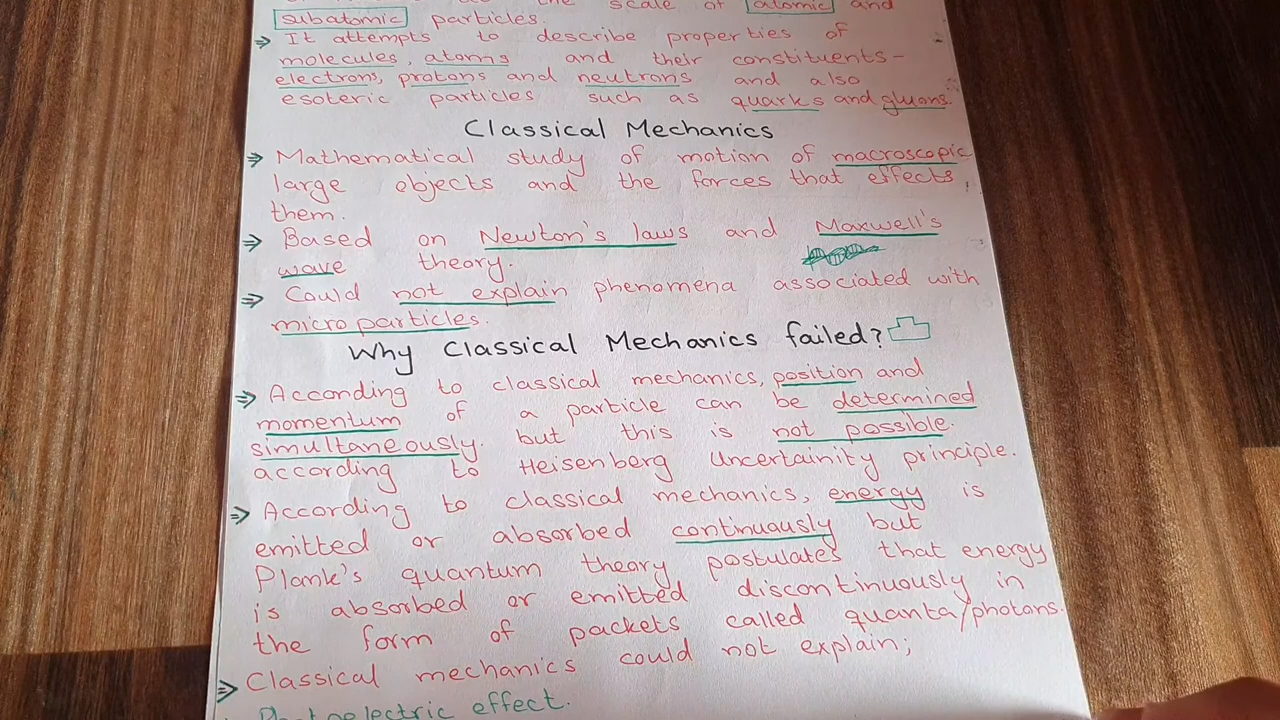 the scale of atomic and
subatomic particles.
⇒ It attempts to describe properties of
molecules, atoms and their constituents-
electrons, protons and neutrons and also
esoteric particles such as quarks and gluons.
Classical Mechanics
⇒ Mathematical study of motion of macroscopic
large objects and the forces that effects
them.
⇒ Based on Newton's laws and Maxwell's
wave theory.
⇒ Could not explain phenomena associated with
micro particles.
Why Classical Mechanics failed?
⇒ According to classical mechanics, position and
momentum of a particle can be determined
simultaneously. but this is not possible.
according to Heisenberg Uncertainity principle.
⇒ According to classical mechanics, energy is
emitted or absorbed continuously but
Plank's quantum theory postulates that energy
is absorbed or emitted discontinuously in
the form of packets called quanta/photons.
⇒ Classical mechanics could not explain;
Photoelectric effect.